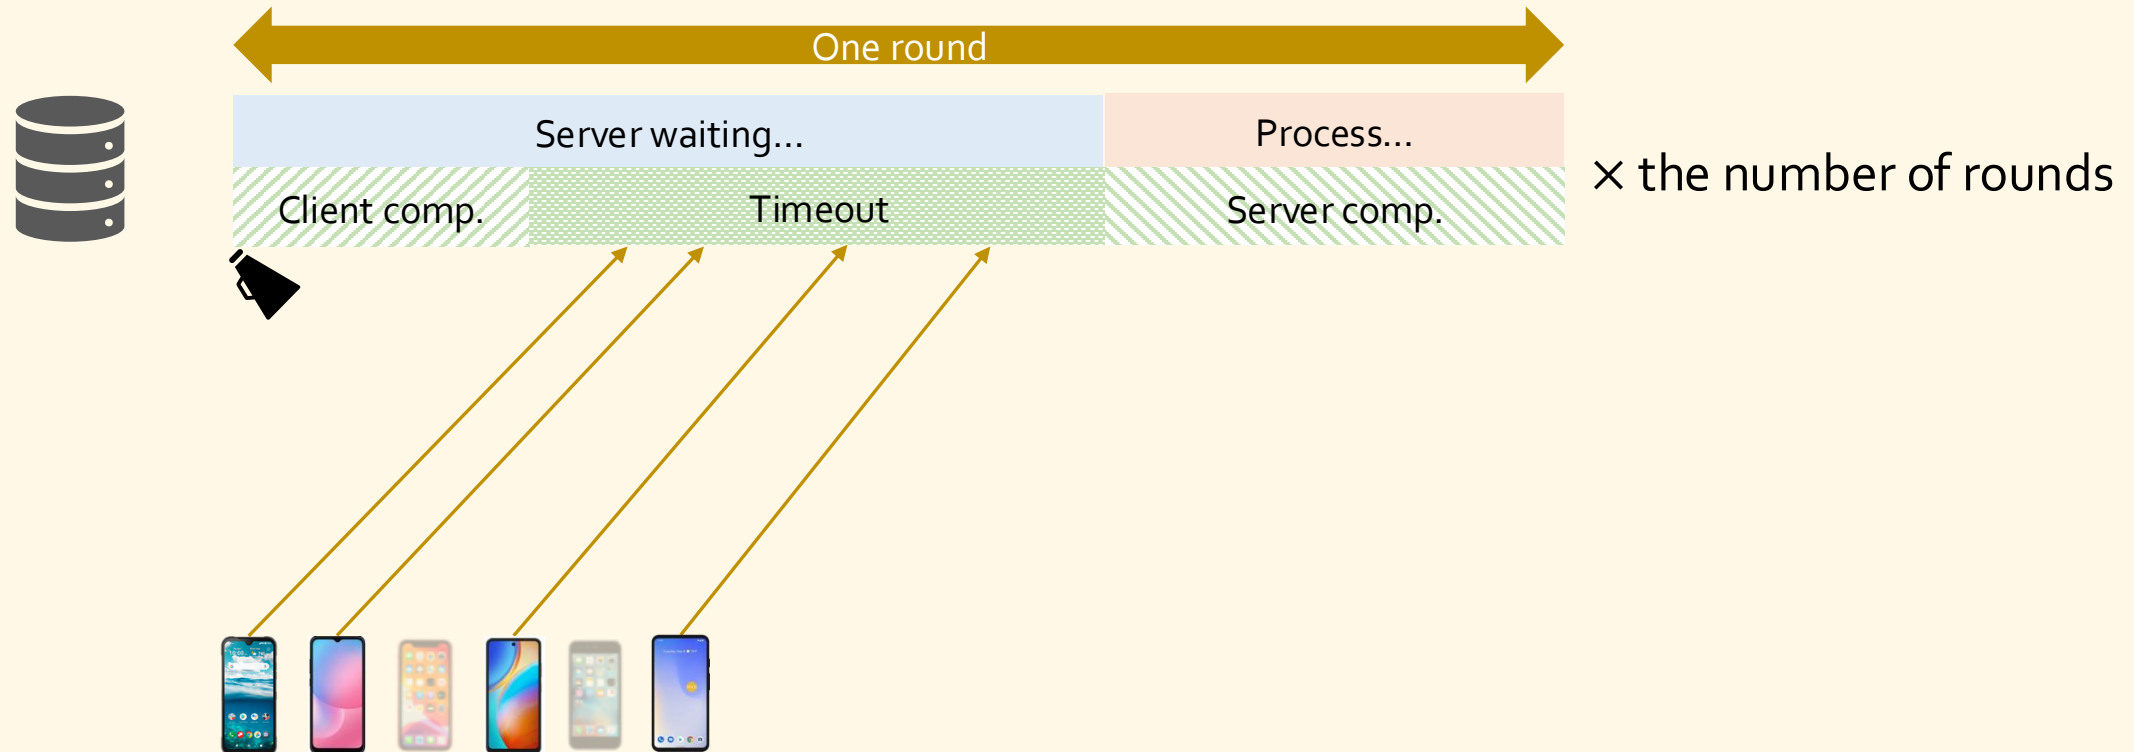 One round
Server waiting...
Process...
× the number of rounds
Client comp.
Timeout
Server comp.